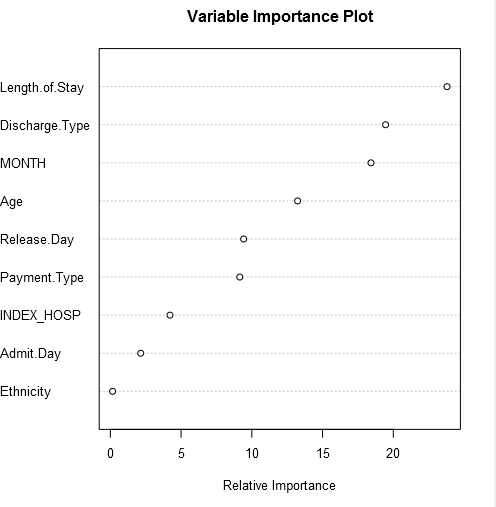 Variable Importance Plot
Length.of.Stay
Discharge.Type
MONTH
Age
Release.Day
Payment.Type
INDEX_HOSP
Admit.Day
Ethnicity
0 5 10 15 20
Relative Importance